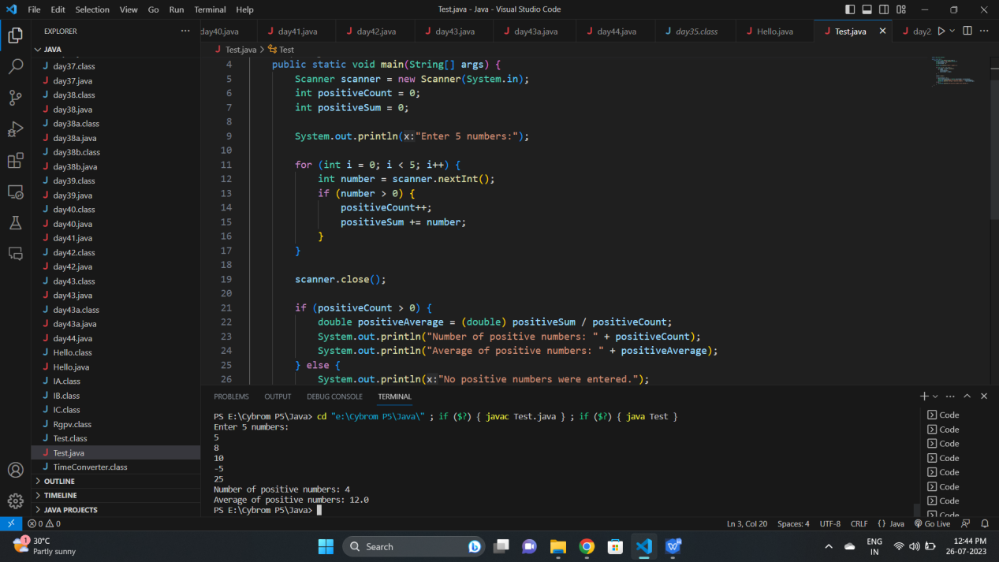 File Edit Selection View Go Run Terminal Help
Test.java - Java - Visual Studio Code
EXPLORER
day40.java day41.java day42.java day43.java day43a.java day44.java day35.class Hello.java Test.java day2
JAVA
Test.java > Test
day37.class
day37.java
day38.class
day38.java
day38a.class
day38a.java
day38b.class
day38b.java
day39.class
day39.java
day40.class
day40.java
day41.java
day42.class
day42.java
day43.class
day43.java
day43a.class
day43a.java
day44.java
Hello.class
Hello.java
IA.class
IB.class
IC.class
Rgpv.class
Test.class
Test.java
TimeConverter.class
OUTLINE
TIMELINE
JAVA PROJECTS
4 public static void main(String[] args) {
5 Scanner scanner = new Scanner(System.in);
6 int positiveCount = 0;
7 int positiveSum = 0;
8
9 System.out.println(x:"Enter 5 numbers:");
10
11 for (int i = 0; i < 5; i++) {
12 int number = scanner.nextInt();
13 if (number > 0) {
14 positiveCount++;
15 positiveSum += number;
16 }
17 }
18
19 scanner.close();
20
21 if (positiveCount > 0) {
22 double positiveAverage = (double) positiveSum / positiveCount;
23 System.out.println("Number of positive numbers: " + positiveCount);
24 System.out.println("Average of positive numbers: " + positiveAverage);
25 } else {
26 System.out.println(x:"No positive numbers were entered.");
PROBLEMS OUTPUT DEBUG CONSOLE TERMINAL
PS E:\Cybrom P5\Java> cd "e:\Cybrom P5\Java\" ; if ($?) { javac Test.java } ; if ($?) { java Test }
Enter 5 numbers:
5
8
10
-5
25
Number of positive numbers: 4
Average of positive numbers: 12.0
PS E:\Cybrom P5\Java>
Code
Code
Code
Code
Code
Code
Code
Code
0 0
Ln 3, Col 20 Spaces: 4 UTF-8 CRLF {} Java Go Live
1
30°C
Partly sunny
Search
ENG
IN
12:44 PM
26-07-2023